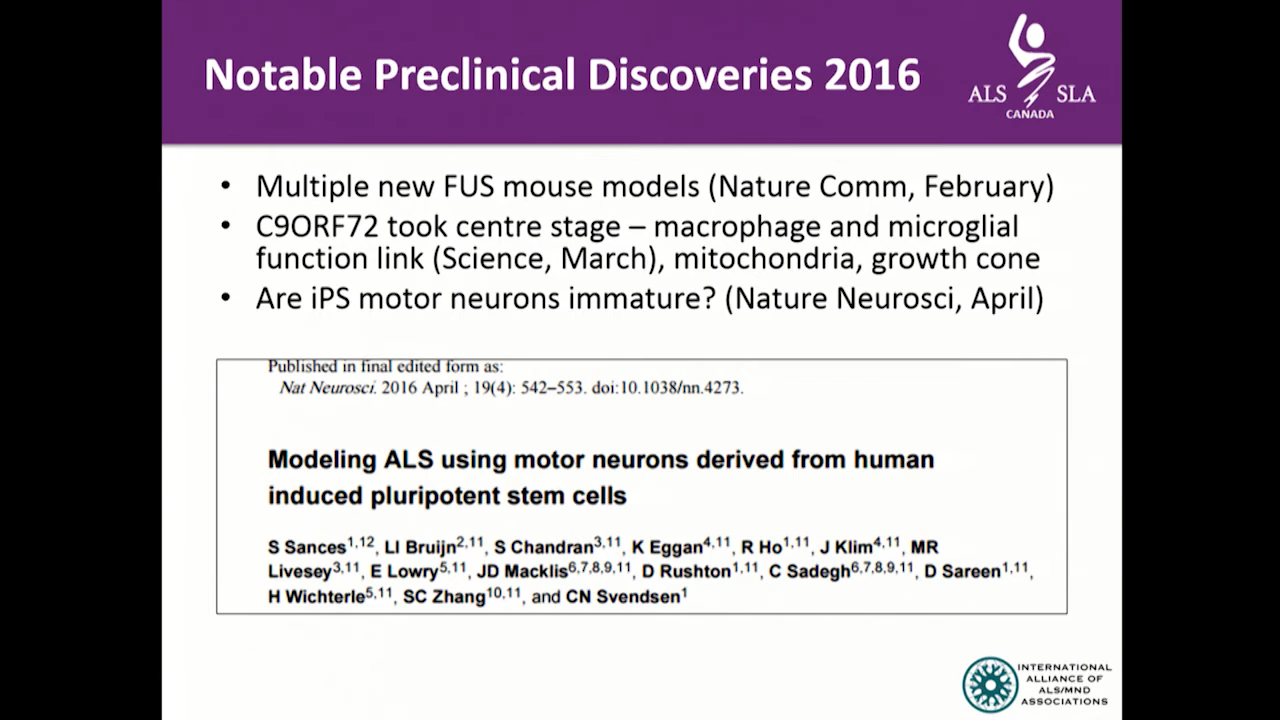 Notable Preclinical Discoveries 2016
ALS SLA
CANADA
• Multiple new FUS mouse models (Nature Comm, February)
• C9ORF72 took centre stage – macrophage and microglial
function link (Science, March), mitochondria, growth cone
• Are iPS motor neurons immature? (Nature Neurosci, April)
Published in final edited form as:
Nat Neurosci. 2016 April ; 19(4): 542–553. doi:10.1038/nn.4273.
Modeling ALS using motor neurons derived from human
induced pluripotent stem cells
S Sances1,12, LI Bruijn2,11, S Chandran3,11, K Eggan4,11, R Ho1,11, J Klim4,11, MR
Livesey3,11, E Lowry5,11, JD Macklis6,7,8,9,11, D Rushton1,11, C Sadegh6,7,8,9,11, D Sareen1,11,
H Wichterle5,11, SC Zhang10,11, and CN Svendsen1
INTERNATIONAL
ALLIANCE OF
ALS/MND
ASSOCIATIONS